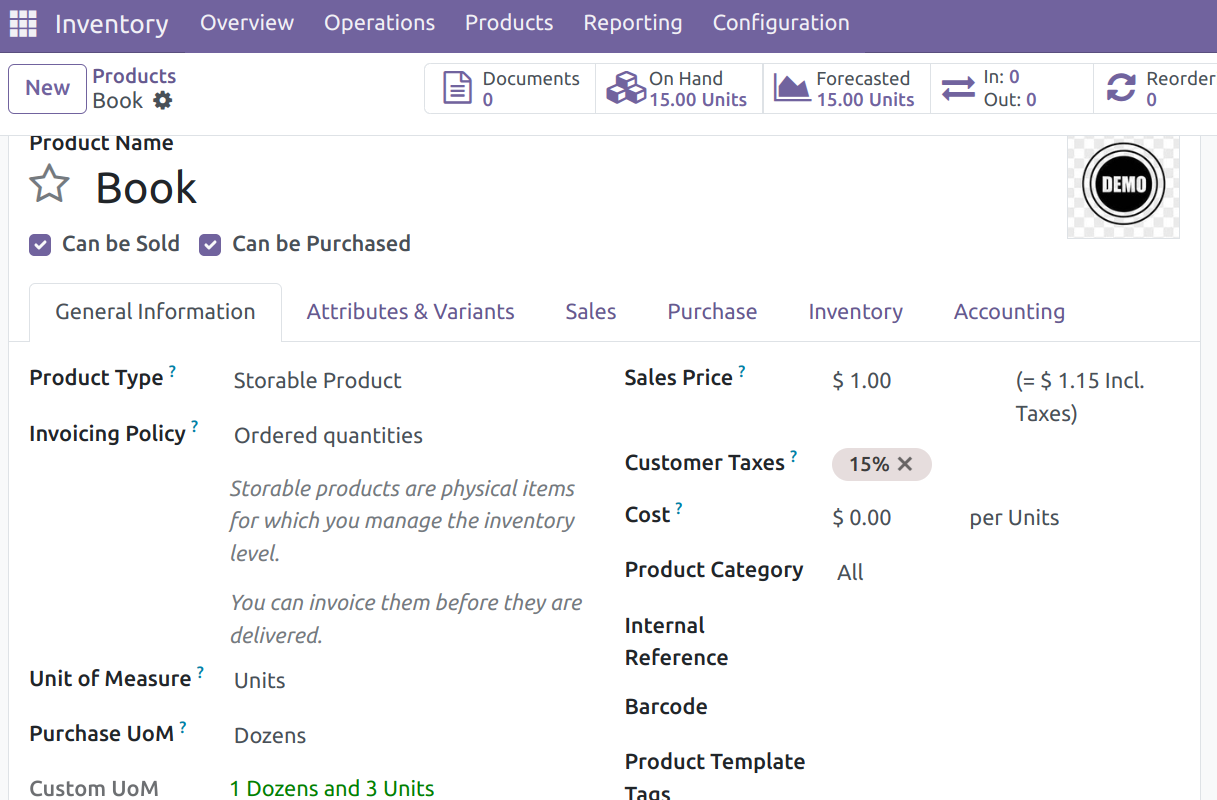 Inventory Overview Operations Products Reporting Configuration
New
Products
Book
Documents
0
On Hand
15.00 Units
Forecasted
15.00 Units
In: 0
Out: 0
Reorder
0
Product Name
Book
DEMO
Can be Sold Can be Purchased
General Information Attributes & Variants Sales Purchase Inventory Accounting
Product Type ? Storable Product
Invoicing Policy ? Ordered quantities
Storable products are physical items
for which you manage the inventory
level.
You can invoice them before they are
delivered.
Unit of Measure ? Units
Purchase UoM ? Dozens
Custom UoM 1 Dozens and 3 Units
Sales Price ? $ 1.00 (= $ 1.15 Incl.
Taxes)
Customer Taxes ? 15% ✕
Cost ? $ 0.00 per Units
Product Category All
Internal
Reference
Barcode
Product Template
Tags